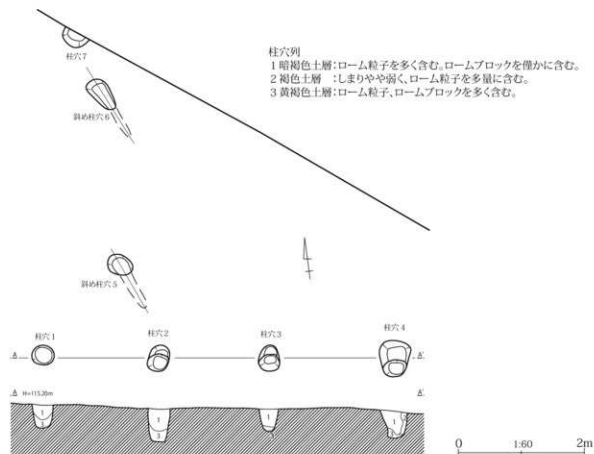 柱穴7
柱穴列
1 暗褐色土層：ローム粒子を多く含む。ロームブロックを僅かに含む。
2 褐色土層　：しまりやや弱く、ローム粒子を多量に含む。
3 黄褐色土層：ローム粒子、ロームブロックを多く含む。
斜め柱穴6
斜め柱穴5
柱穴1
柱穴2
柱穴3
柱穴4
A
A'
A
H=115.20m
A'
1
1
3
1
1
0
1:60
2m